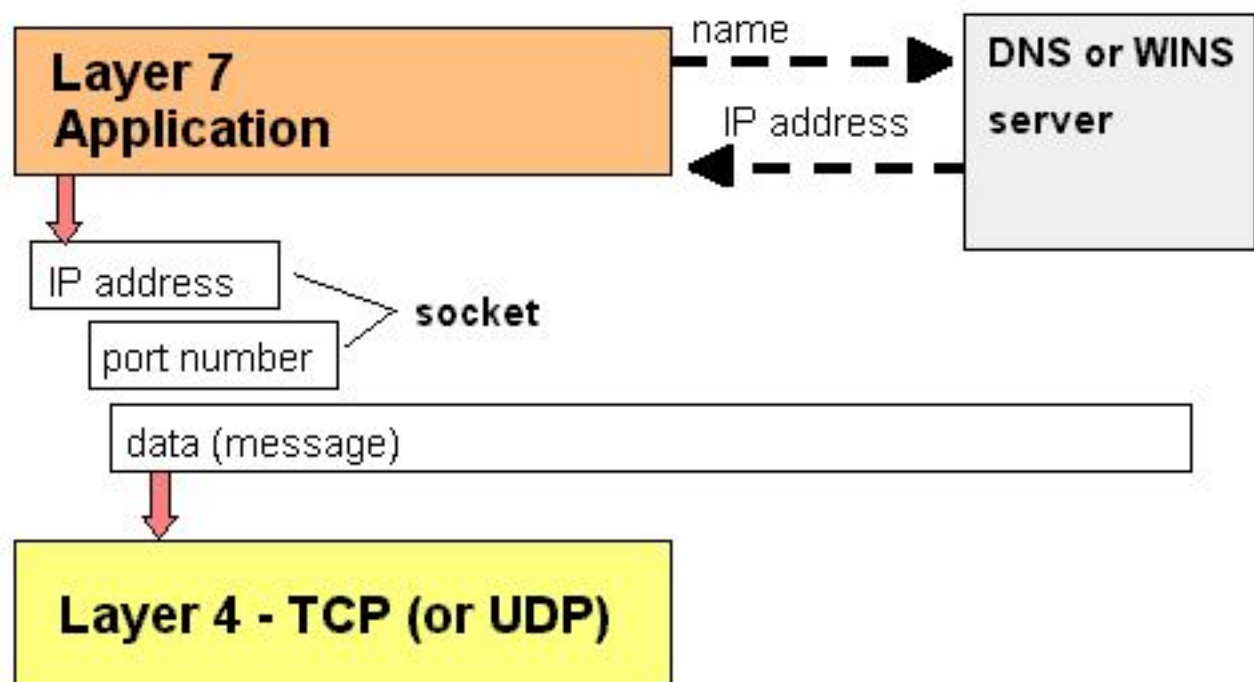 Layer 7
Application
name
IP address
DNS or WINS
server
IP address
port number
socket
data (message)
Layer 4 - TCP (or UDP)